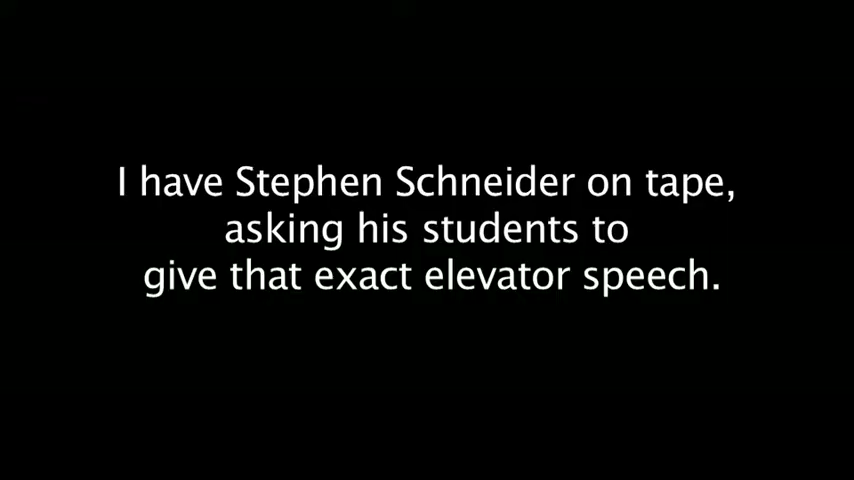 I have Stephen Schneider on tape,
asking his students to
give that exact elevator speech.